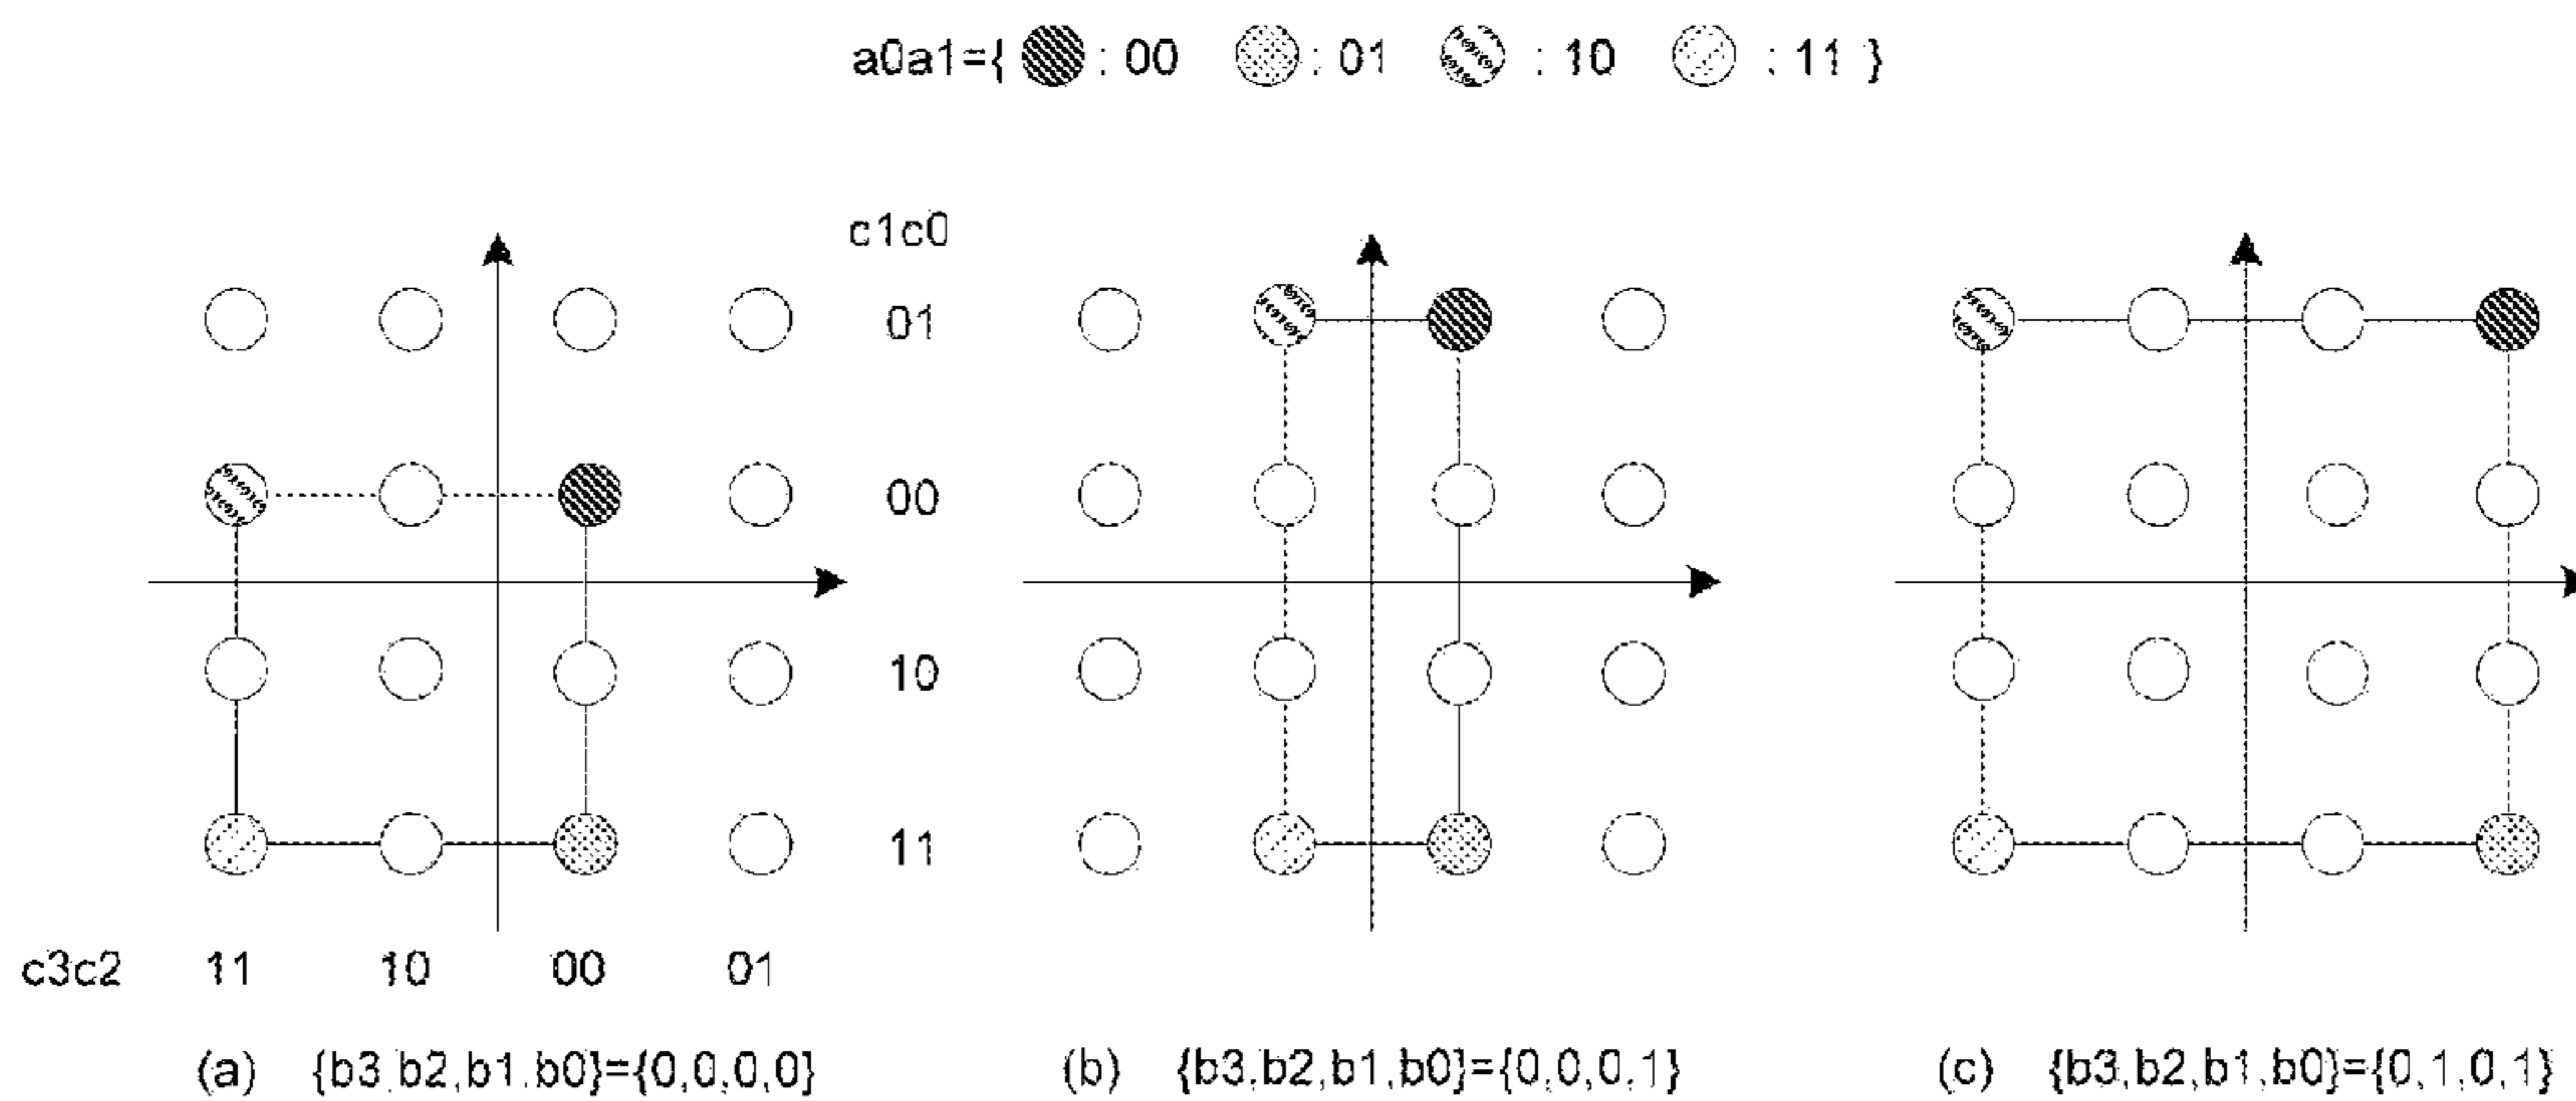 a0a1={ : 00 : 01 : 10 : 11 }
c1c0
01
00
10
11
c3c2 11 10 00 01
(a) {b3,b2,b1,b0}={0,0,0,0}
(b) {b3,b2,b1,b0}={0,0,0,1}
(c) {b3,b2,b1,b0}={0,1,0,1}